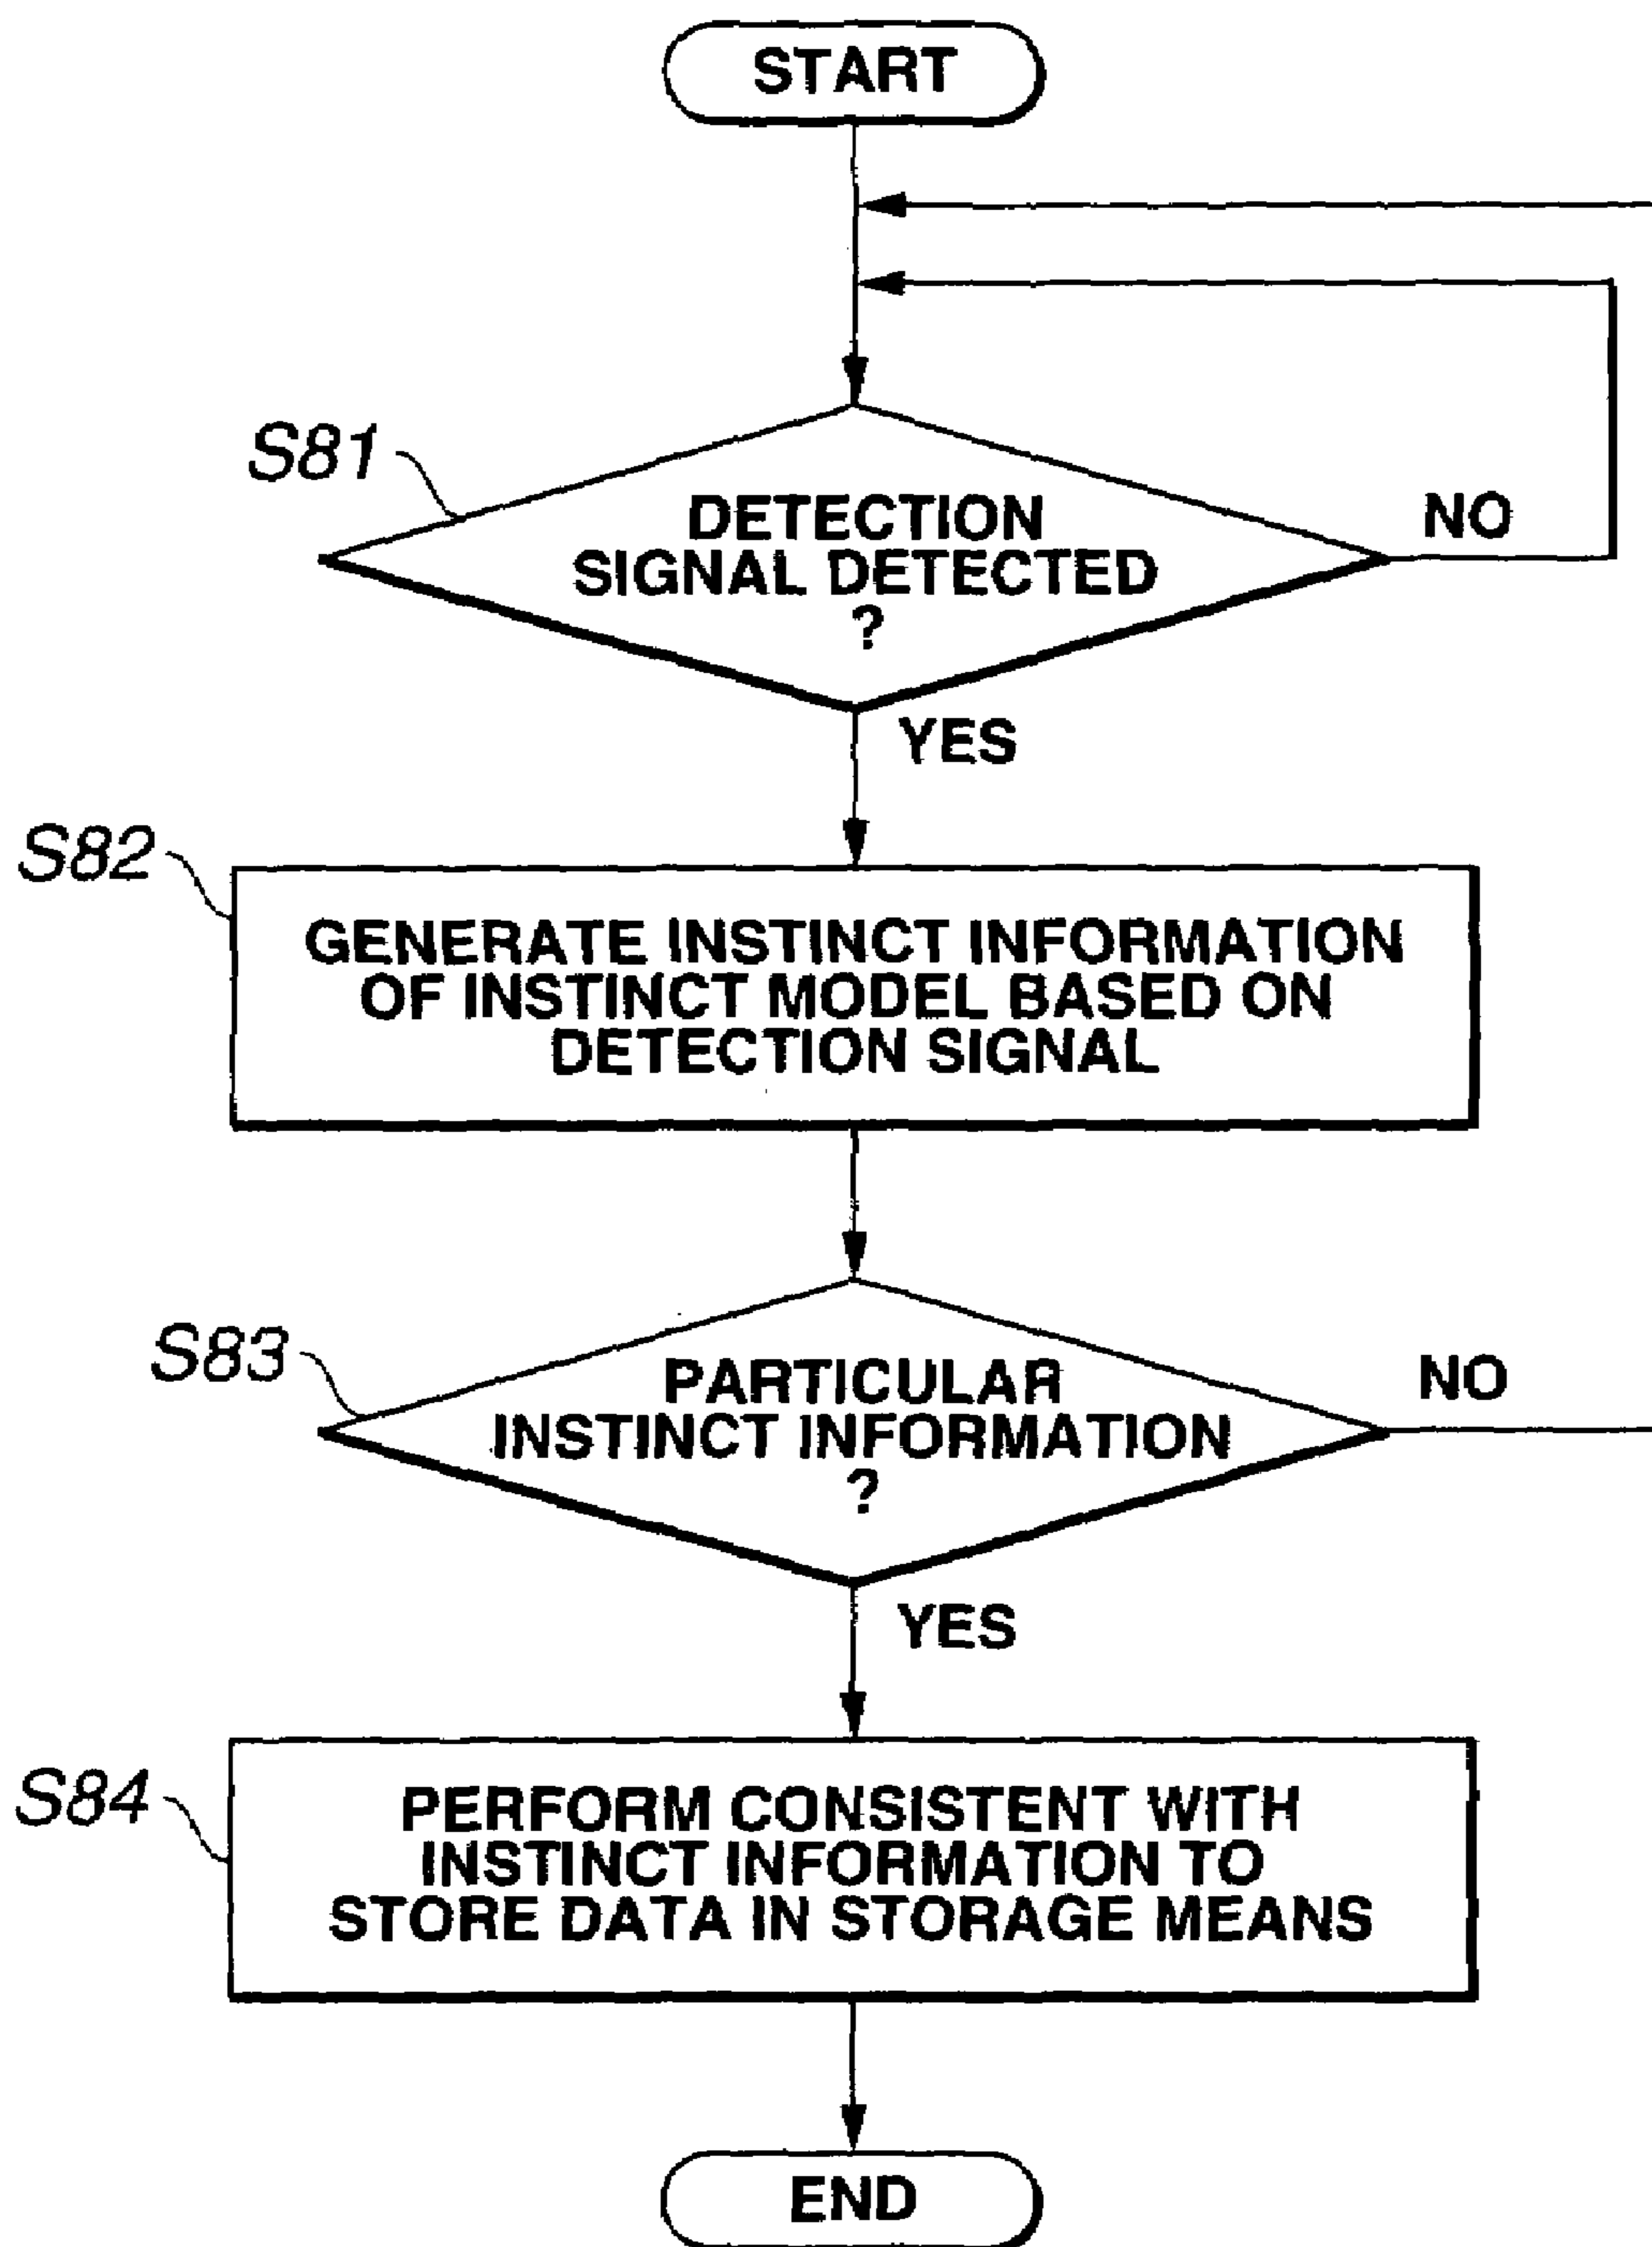 START
S81
DETECTION
SIGNAL DETECTED
?
NO
YES
S82
GENERATE INSTINCT INFORMATION
OF INSTINCT MODEL BASED ON
DETECTION SIGNAL
S83
PARTICULAR
INSTINCT INFORMATION
?
NO
YES
S84
PERFORM CONSISTENT WITH
INSTINCT INFORMATION TO
STORE DATA IN STORAGE MEANS
END